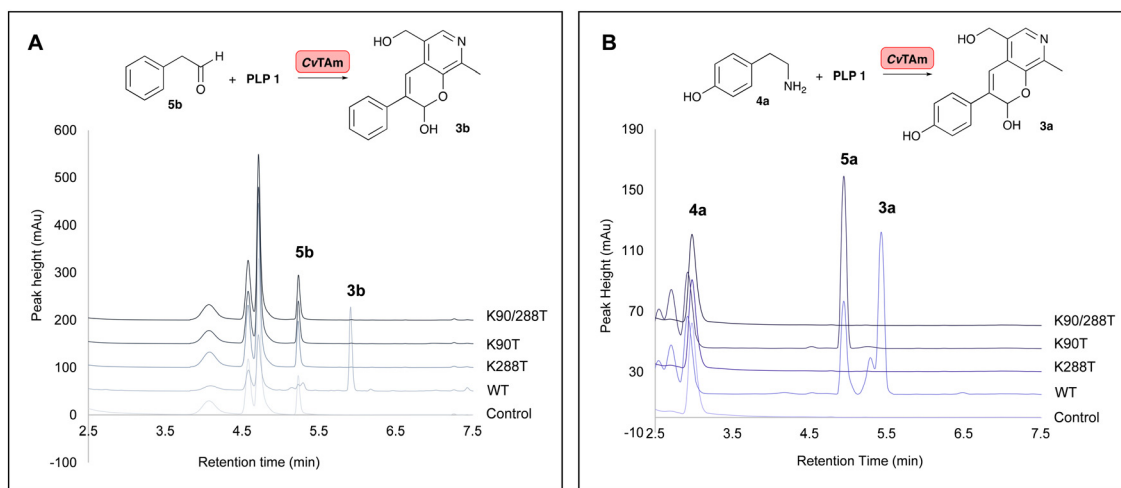 A
H
O
5b
+ PLP 1
CvTAm
HO
N
O
OH
3b
600
500
400
300
200
100
0
-100
Peak height (mAu)
5b
3b
K90/288T
K90T
K288T
WT
Control
2.5 3.5 4.5 5.5 6.5 7.5
Retention time (min)
B
HO
4a
NH2
+ PLP 1
CvTAm
HO
N
O
HO
OH
3a
190
150
110
70
30
-10
Peak Height (mAu)
4a
5a
3a
K90/288T
K90T
K288T
WT
Control
2.5 3.5 4.5 5.5 6.5 7.5
Retention Time (min)